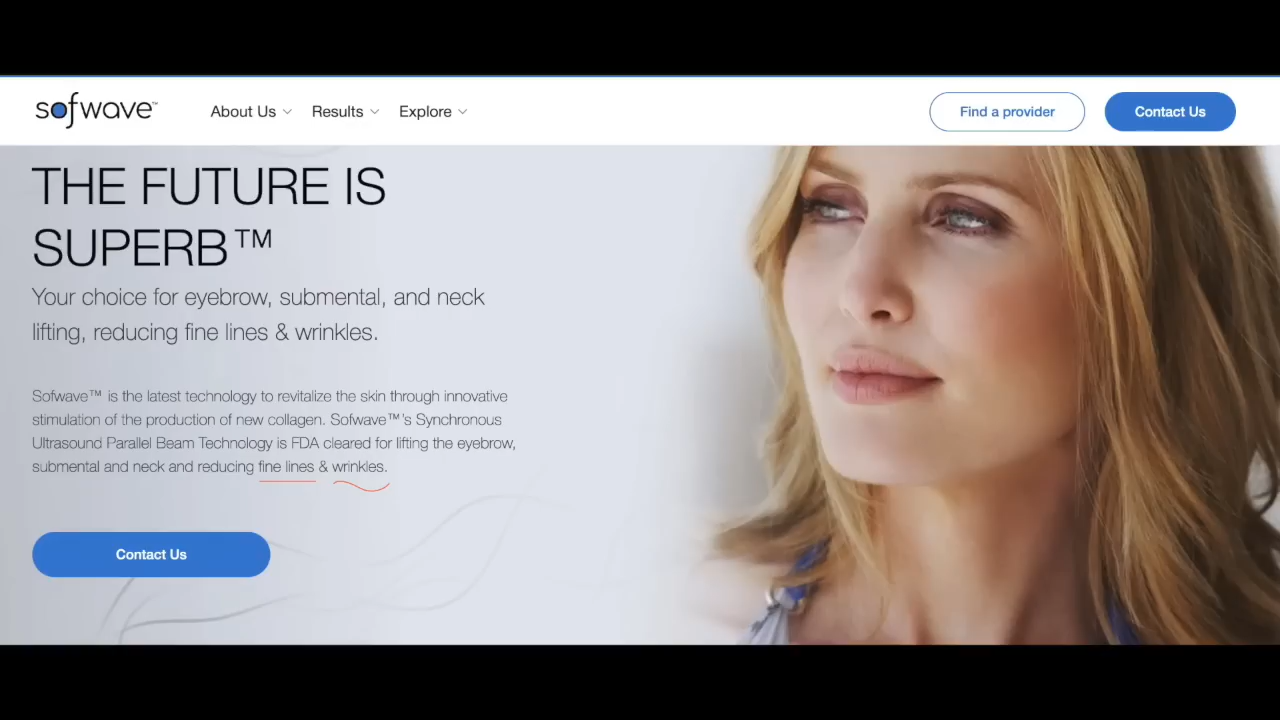 sofwave™
About Us
Results
Explore
Find a provider
Contact Us
THE FUTURE IS
SUPERB™
Your choice for eyebrow, submental, and neck
lifting, reducing fine lines & wrinkles.
Sofwave™ is the latest technology to revitalize the skin through innovative
stimulation of the production of new collagen. Sofwave™'s Synchronous
Ultrasound Parallel Beam Technology is FDA cleared for lifting the eyebrow,
submental and neck and reducing fine lines & wrinkles.
Contact Us